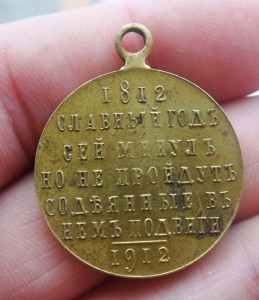 1812
СЛАВНЫЙ ГОДЪ
СЕЙ МИНУЛЪ
НО НЕ ПРОЙДУТЪ
СОДѢЯННЫЕ ВЪ
НЕМЪ ПОДВИГИ
1912